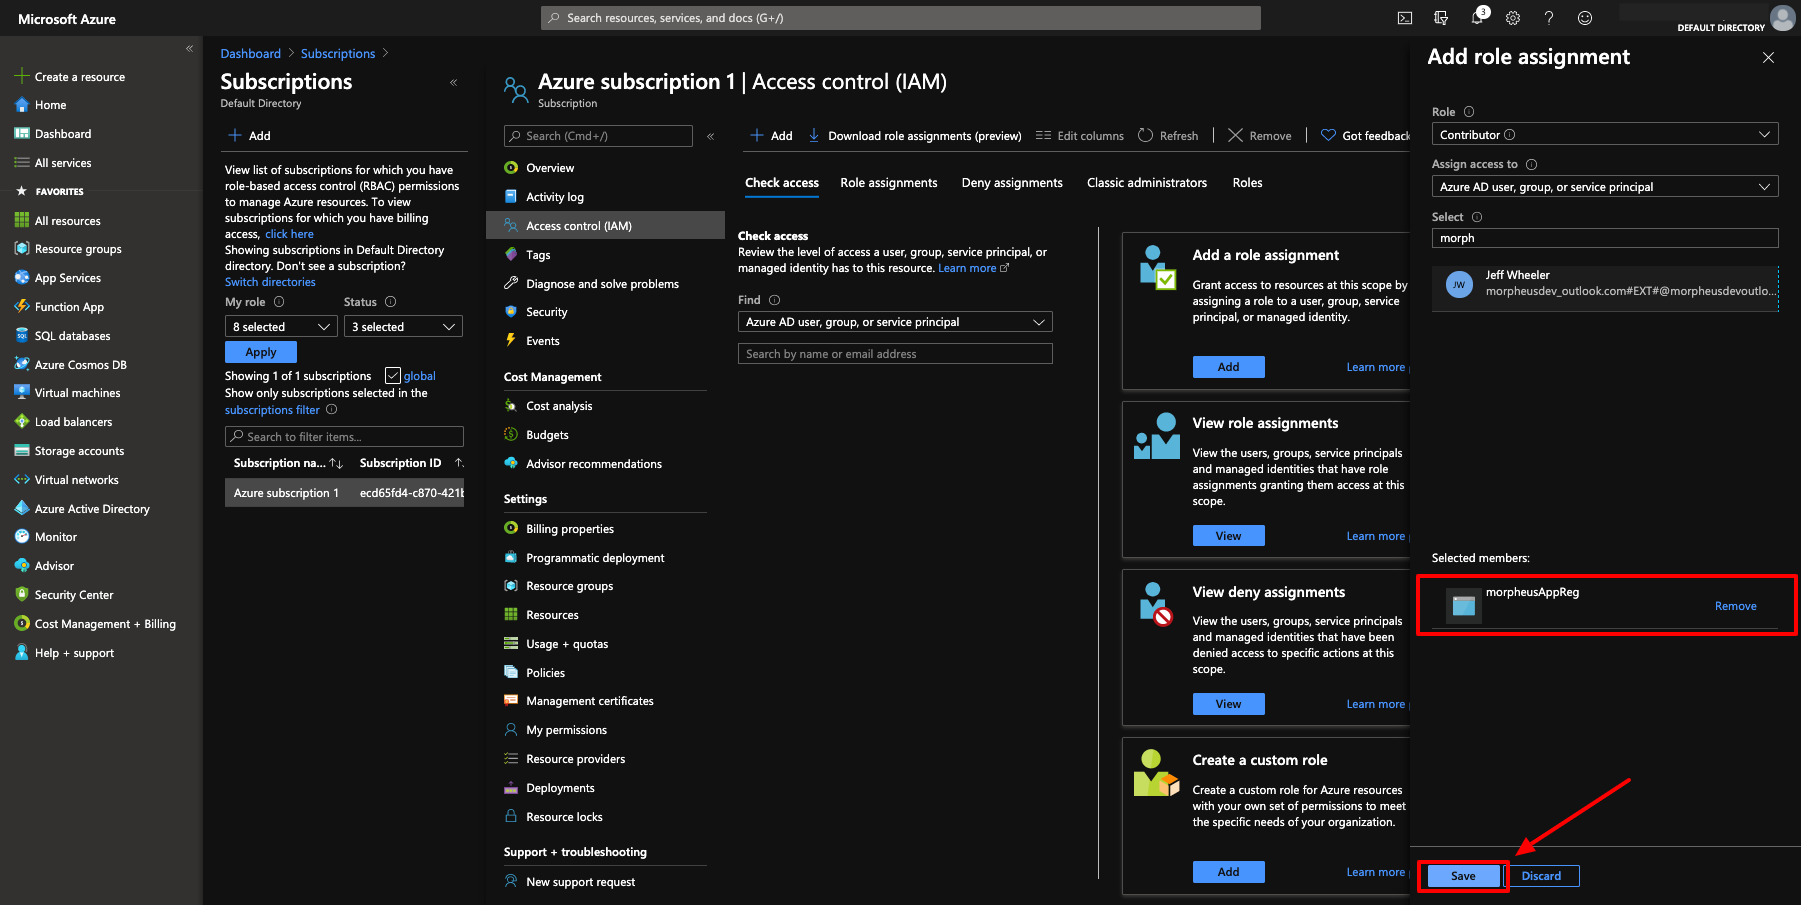 Microsoft Azure
Search resources, services, and docs (G+/)
3
DEFAULT DIRECTORY
«
Create a resource
Home
Dashboard
All services
FAVORITES
All resources
Resource groups
App Services
Function App
SQL databases
Azure Cosmos DB
Virtual machines
Load balancers
Storage accounts
Virtual networks
Azure Active Directory
Monitor
Advisor
Security Center
Cost Management + Billing
Help + support
Dashboard > Subscriptions >
Subscriptions
«
Default Directory
Add
View list of subscriptions for which you have
role-based access control (RBAC) permissions
to manage Azure resources. To view
subscriptions for which you have billing
access, click here
Showing subscriptions in Default Directory
directory. Don't see a subscription?
Switch directories
My role
Status
8 selected
3 selected
Apply
Showing 1 of 1 subscriptions
global
Show only subscriptions selected in the
subscriptions filter
Search to filter items...
Subscription na... ↑↓
Subscription ID ↑
Azure subscription 1
ecd65fd4-c870-421b
Azure subscription 1 | Access control (IAM)
Subscription
Search (Cmd+/)
«
Overview
Activity log
Access control (IAM)
Tags
Diagnose and solve problems
Security
Events
Cost Management
Cost analysis
Budgets
Advisor recommendations
Settings
Billing properties
Programmatic deployment
Resource groups
Resources
Usage + quotas
Policies
Management certificates
My permissions
Resource providers
Deployments
Resource locks
Support + troubleshooting
New support request
Add
Download role assignments (preview)
Edit columns
Refresh
Remove
Got feedback
Check access
Role assignments
Deny assignments
Classic administrators
Roles
Check access
Review the level of access a user, group, service principal, or
managed identity has to this resource. Learn more
Find
Azure AD user, group, or service principal
Search by name or email address
Add a role assignment
Grant access to resources at this scope by
assigning a role to a user, group, service
principal, or managed identity.
Add
Learn more
View role assignments
View the users, groups, service principals
and managed identities that have role
assignments granting them access at this
scope.
View
Learn more
View deny assignments
View the users, groups, service principals
and managed identities that have been
denied access to specific actions at this
scope.
View
Learn more
Create a custom role
Create a custom role for Azure resources
with your own set of permissions to meet
the specific needs of your organization.
Add
Learn more
Add role assignment
Role
Contributor
Assign access to
Azure AD user, group, or service principal
Select
morph
JW
Jeff Wheeler
morpheusdev_outlook.com#EXT#@morpheusdevoutlo...
Selected members:
morpheusAppReg
Remove
Save
Discard